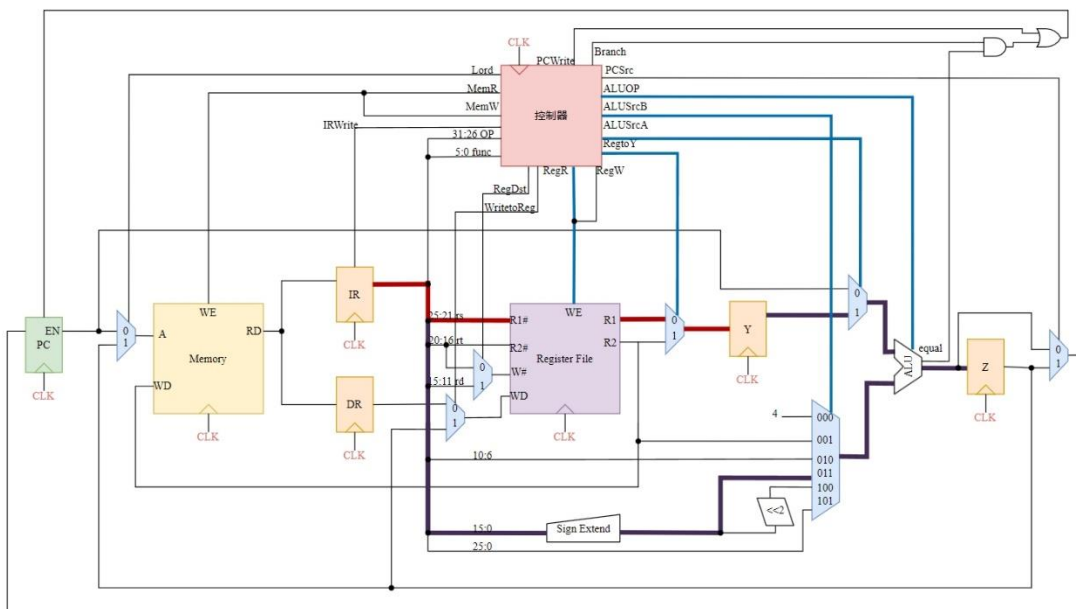 CLK
PCWrite
Branch
Lord
PCSrc
MemR
ALUOP
MemW
控制器
ALUSrcB
IRWrite
ALUSrcA
31:26 OP
RegtoY
5:0 func
RegR
RegW
RegDst
WritetoReg
EN
PC
CLK
0
1
A
WE
RD
Memory
WD
CLK
IR
CLK
DR
CLK
25:21 rs
20:16 rt
15:11 rd
0
1
0
1
R1#
R2#
W#
WD
WE
R1
R2
Register File
CLK
0
1
Y
CLK
0
1
ALU
equal
Z
CLK
0
1
4
000
001
010
011
100
101
10:6
15:0
Sign Extend
<<2
25:0